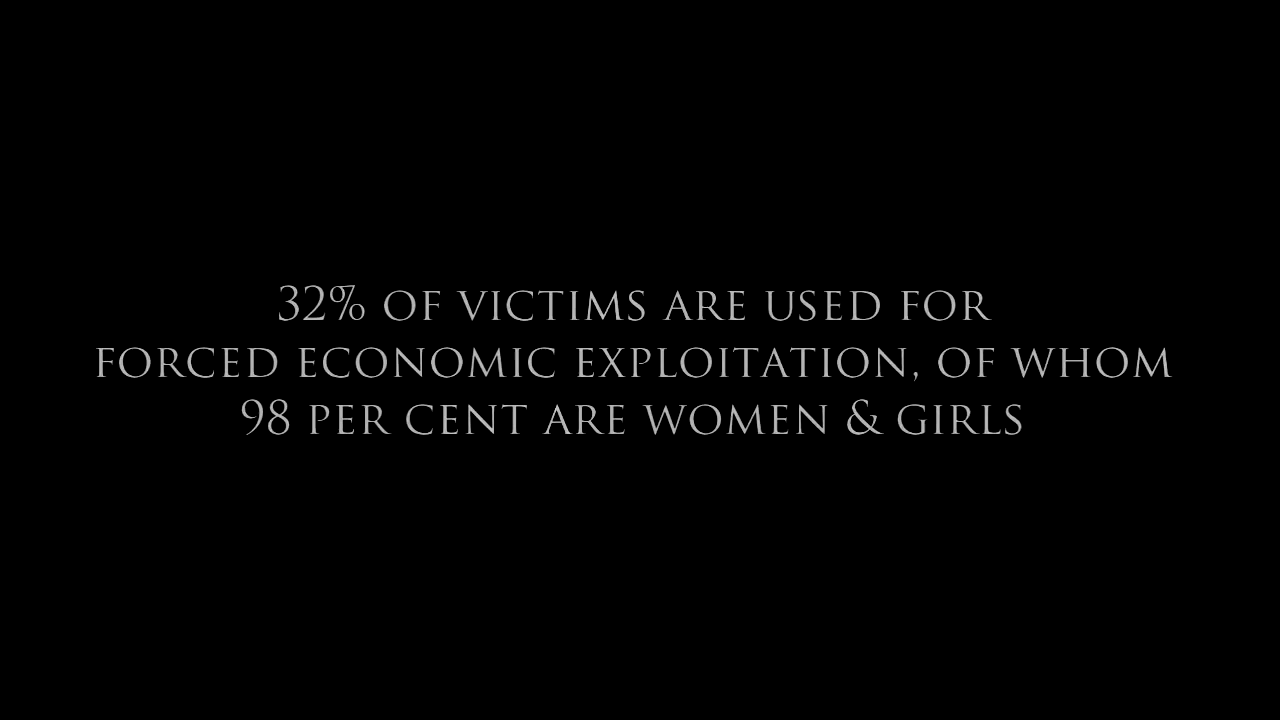 32% OF VICTIMS ARE USED FOR
FORCED ECONOMIC EXPLOITATION, OF WHOM
98 PER CENT ARE WOMEN & GIRLS